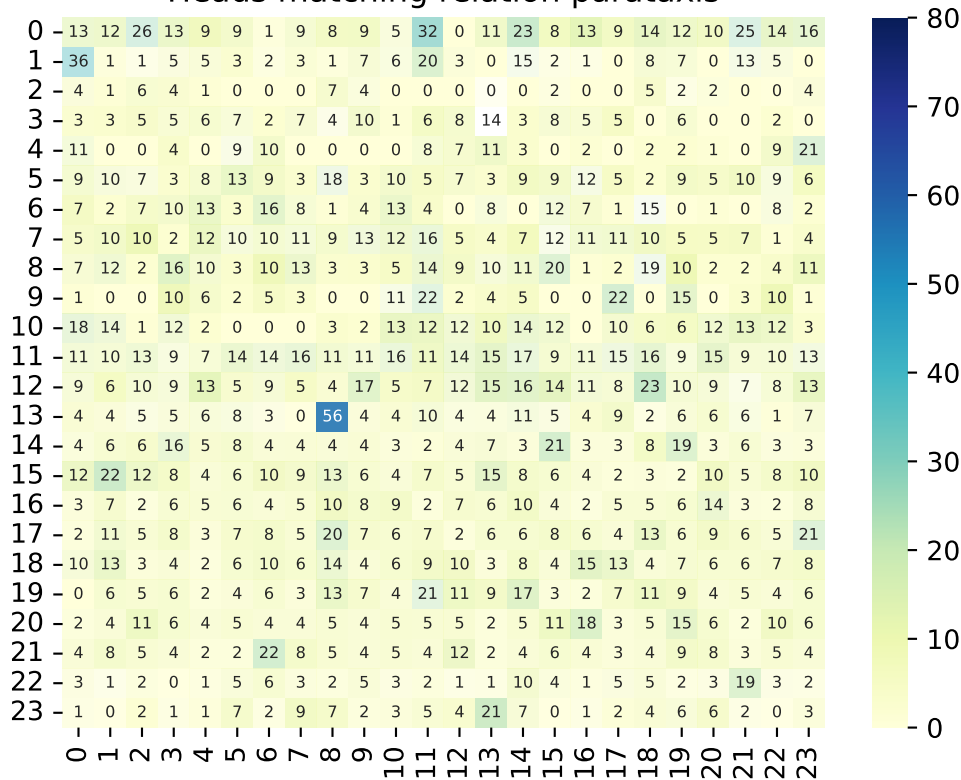 Heads matching relation parataxis
0 13 12 26 13 9 9 1 9 8 9 5 32 0 11 23 8 13 9 14 12 10 25 14 16
1 36 1 1 5 5 3 2 3 1 7 6 20 3 0 15 2 1 0 8 7 0 13 5 0
2 4 1 6 4 1 0 0 0 7 4 0 0 0 0 0 2 0 0 5 2 2 0 0 4
3 3 3 5 5 6 7 2 7 4 10 1 6 8 14 3 8 5 5 0 6 0 0 2 0
4 11 0 0 4 0 9 10 0 0 0 0 8 7 11 3 0 2 0 2 2 1 0 9 21
5 9 10 7 3 8 13 9 3 18 3 10 5 7 3 9 9 12 5 2 9 5 10 9 6
6 7 2 7 10 13 3 16 8 1 4 13 4 0 8 0 12 7 1 15 0 1 0 8 2
7 5 10 10 2 12 10 10 11 9 13 12 16 5 4 7 12 11 11 10 5 5 7 1 4
8 7 12 2 16 10 3 10 13 3 3 5 14 9 10 11 20 1 2 19 10 2 2 4 11
9 1 0 0 10 6 2 5 3 0 0 11 22 2 4 5 0 0 22 0 15 0 3 10 1
10 18 14 1 12 2 0 0 0 3 2 13 12 12 10 14 12 0 10 6 6 12 13 12 3
11 11 10 13 9 7 14 14 16 11 11 16 11 14 15 17 9 11 15 16 9 15 9 10 13
12 9 6 10 9 13 5 9 5 4 17 5 7 12 15 16 14 11 8 23 10 9 7 8 13
13 4 4 5 5 6 8 3 0 56 4 4 10 4 4 11 5 4 9 2 6 6 6 1 7
14 4 6 6 16 5 8 4 4 4 4 3 2 4 7 3 21 3 3 8 19 3 6 3 3
15 12 22 12 8 4 6 10 9 13 6 4 7 5 15 8 6 4 2 3 2 10 5 8 10
16 3 7 2 6 5 6 4 5 10 8 9 2 7 6 10 4 2 5 5 6 14 3 2 8
17 2 11 5 8 3 7 8 5 20 7 6 7 2 6 6 8 6 4 13 6 9 6 5 21
18 10 13 3 4 2 6 10 6 14 4 6 9 10 3 8 4 15 13 4 7 6 6 7 8
19 0 6 5 6 2 4 6 3 13 7 4 21 11 9 17 3 2 7 11 9 4 5 4 6
20 2 4 11 6 4 5 4 4 5 4 5 5 5 2 5 11 18 3 5 15 6 2 10 6
21 4 8 5 4 2 2 22 8 5 4 5 4 12 2 4 6 4 3 4 9 8 3 5 4
22 3 1 2 0 1 5 6 3 2 5 3 2 1 1 10 4 1 5 5 2 3 19 3 2
23 1 0 2 1 1 7 2 9 7 2 3 5 4 21 7 0 1 2 4 6 6 2 0 3
0 1 2 3 4 5 6 7 8 9 10 11 12 13 14 15 16 17 18 19 20 21 22 23
80
70
60
50
40
30
20
10
0